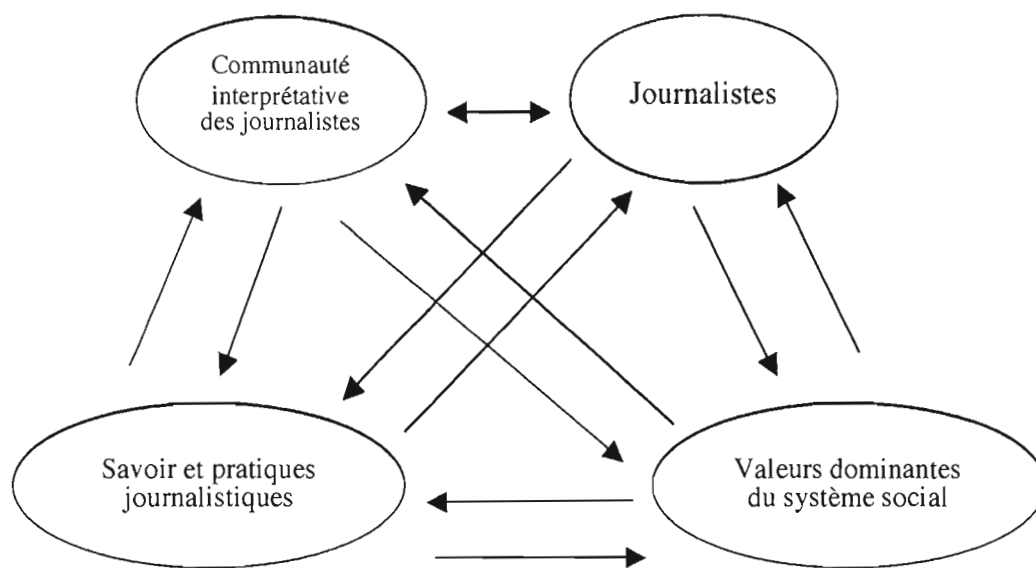 Communauté
interprétative
des journalistes
Journalistes
Savoir et pratiques
journalistiques
Valeurs dominantes
du système social